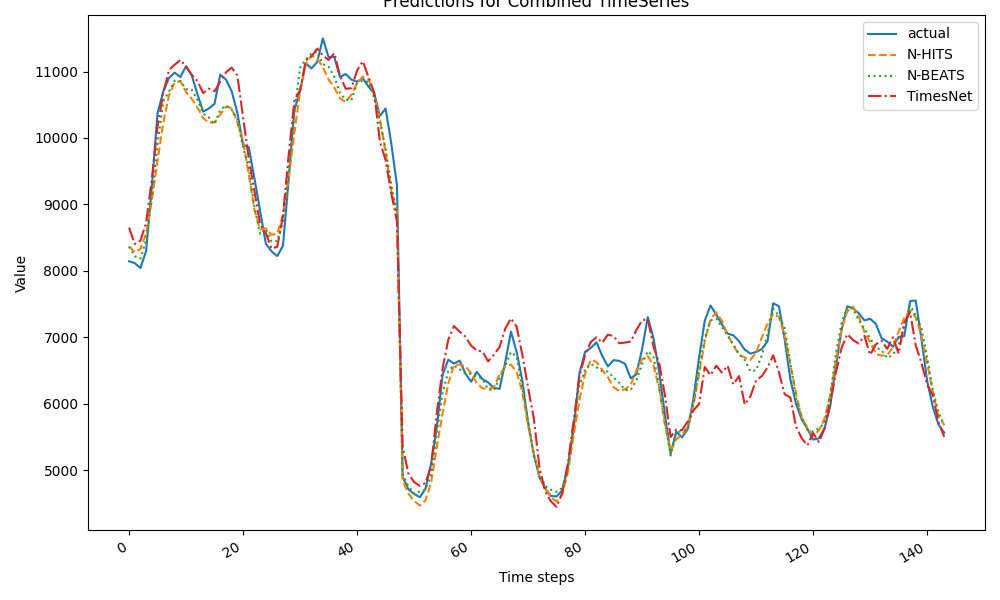 Predictions for Combined TimeSeries
actual
N-HITS
N-BEATS
TimesNet
11000
10000
9000
8000
7000
6000
5000
Value
0
20
40
60
80
100
120
140
Time steps